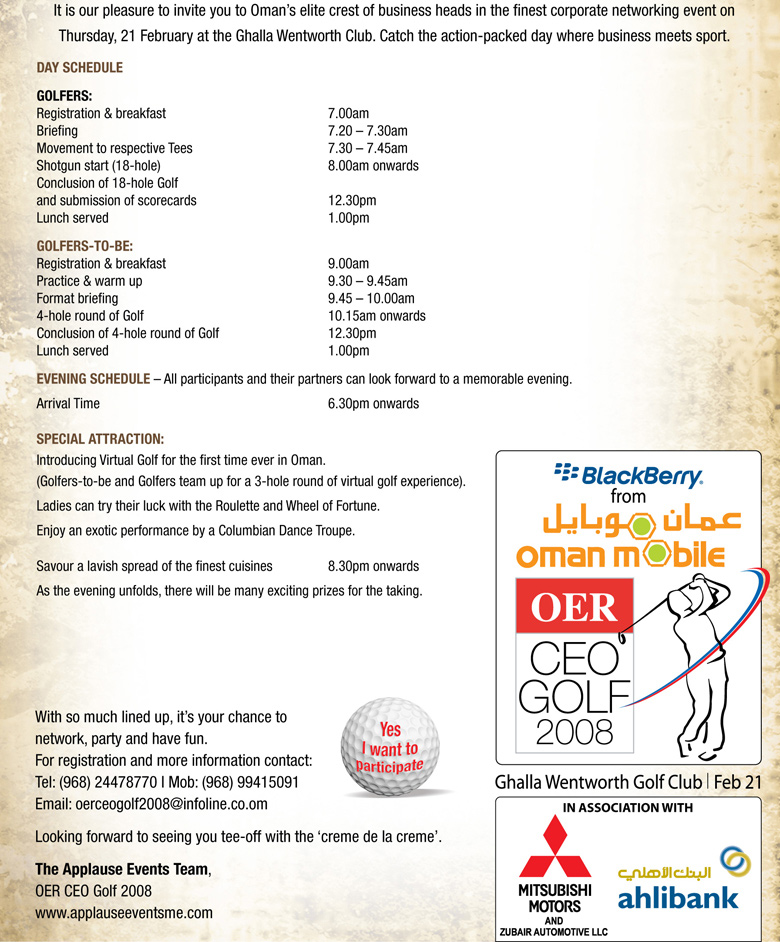 It is our pleasure to invite you to Oman's elite crest of business heads in the finest corporate networking event on
Thursday, 21 February at the Ghalla Wentworth Club. Catch the action-packed day where business meets sport.
DAY SCHEDULE
GOLFERS:
Registration & breakfast 7.00am
Briefing 7.20 – 7.30am
Movement to respective Tees 7.30 – 7.45am
Shotgun start (18-hole) 8.00am onwards
Conclusion of 18-hole Golf
and submission of scorecards 12.30pm
Lunch served 1.00pm
GOLFERS-TO-BE:
Registration & breakfast 9.00am
Practice & warm up 9.30 – 9.45am
Format briefing 9.45 – 10.00am
4-hole round of Golf 10.15am onwards
Conclusion of 4-hole round of Golf 12.30pm
Lunch served 1.00pm
EVENING SCHEDULE – All participants and their partners can look forward to a memorable evening.
Arrival Time 6.30pm onwards
SPECIAL ATTRACTION:
Introducing Virtual Golf for the first time ever in Oman.
(Golfers-to-be and Golfers team up for a 3-hole round of virtual golf experience).
Ladies can try their luck with the Roulette and Wheel of Fortune.
Enjoy an exotic performance by a Columbian Dance Troupe.
Savour a lavish spread of the finest cuisines 8.30pm onwards
As the evening unfolds, there will be many exciting prizes for the taking.
With so much lined up, it's your chance to
network, party and have fun.
For registration and more information contact:
Tel: (968) 24478770 I Mob: (968) 99415091
Email: oerceogolf2008@infoline.co.om
Yes
I want to
participate
Looking forward to seeing you tee-off with the 'creme de la creme'.
The Applause Events Team,
OER CEO Golf 2008
www.applauseeventsme.com
BlackBerry®
from
عمان موبايل
oman mobile
OER
CEO
GOLF
2008
Ghalla Wentworth Golf Club | Feb 21
IN ASSOCIATION WITH
MITSUBISHI
MOTORS
AND
ZUBAIR AUTOMOTIVE LLC
البنك الأهلي
ahlibank